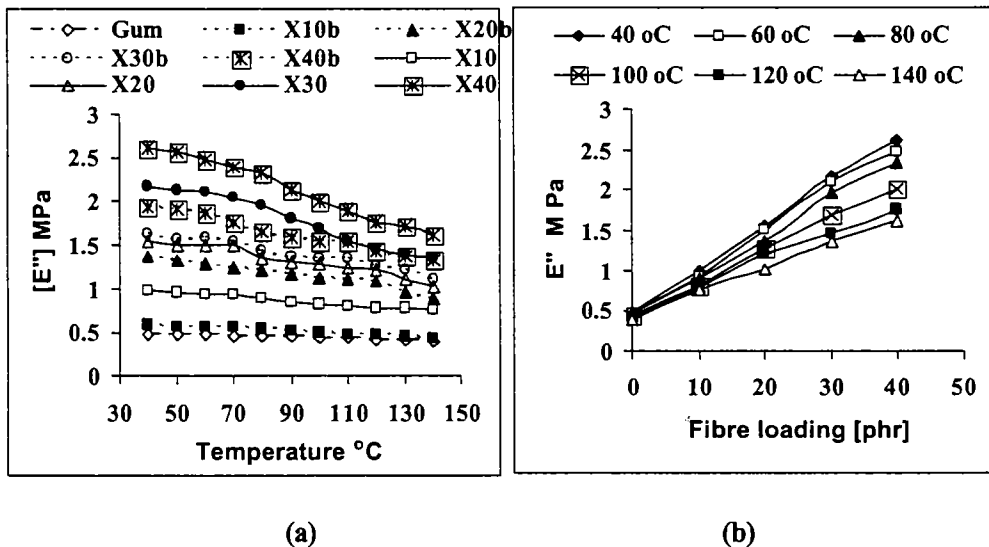 Gum X10b X20b
X30b X40b X10
X20 X30 X40
[E"] MPa
3
2.5
2
1.5
1
0.5
0
30 50 70 90 110 130 150
Temperature °C
(a)
40 oC 60 oC 80 oC
100 oC 120 oC 140 oC
E" M Pa
3
2.5
2
1.5
1
0.5
0
0 10 20 30 40 50
Fibre loading [phr]
(b)